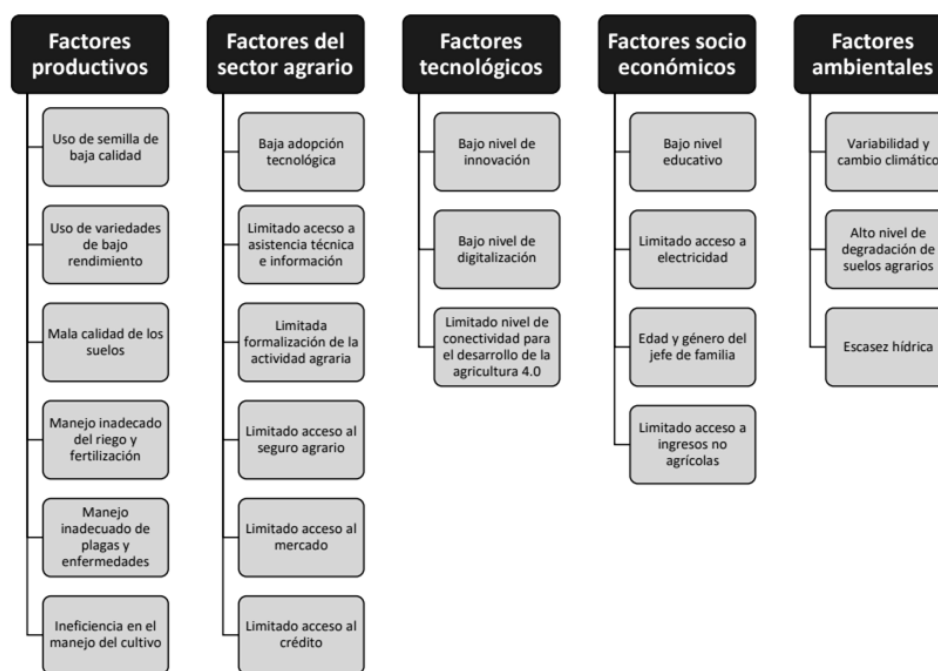 Factores
productivos
Uso de semilla de
baja calidad
Uso de variedades
de bajo
rendimiento
Mala calidad de los
suelos
Manejo inadecado
del riego y
fertilización
Manejo
inadecuado de
plagas y
enfermedades
Ineficiencia en el
manejo del cultivo
Factores del
sector agrario
Baja adopción
tecnológica
Limitado acecso a
asistencia técnica
e información
Limitada
formalización de la
actividad agraria
Limitado acceso al
seguro agrario
Limitado acceso al
mercado
Limitado acceso al
crédito
Factores
tecnológicos
Bajo nivel de
innovación
Bajo nivel de
digitalización
Limitado nivel de
conectividad para
el desarrollo de la
agricultura 4.0
Factores socio
económicos
Bajo nivel
educativo
Limitado acceso a
electricidad
Edad y género del
jefe de familia
Limitado acceso a
ingresos no
agrícolas
Factores
ambientales
Variabilidad y
cambio climático
Alto nivel de
degradación de
suelos agrarios
Escasez hídrica